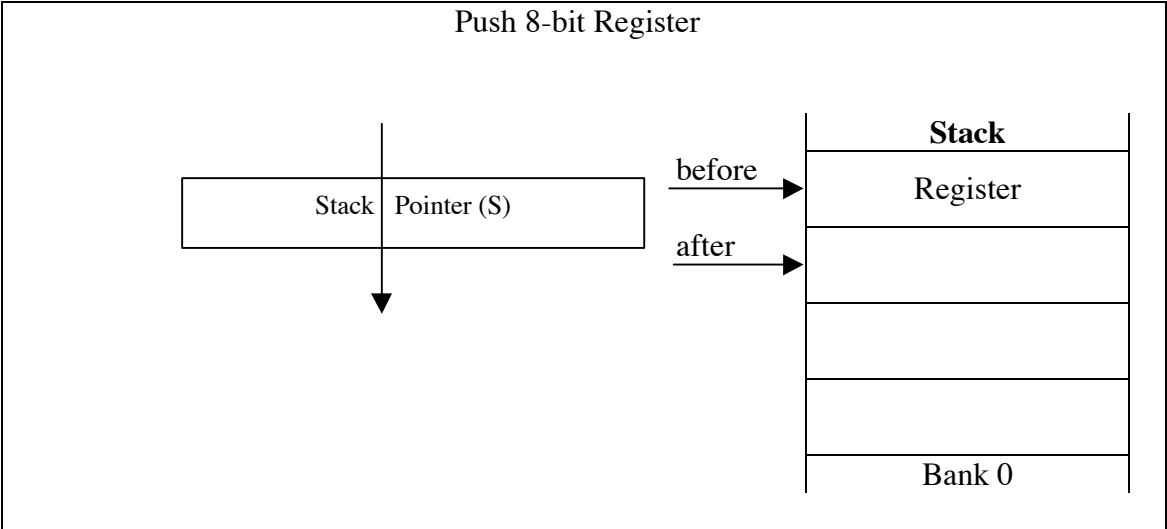 Push 8-bit Register
Stack
before
Register
Stack Pointer (S)
after
Bank 0